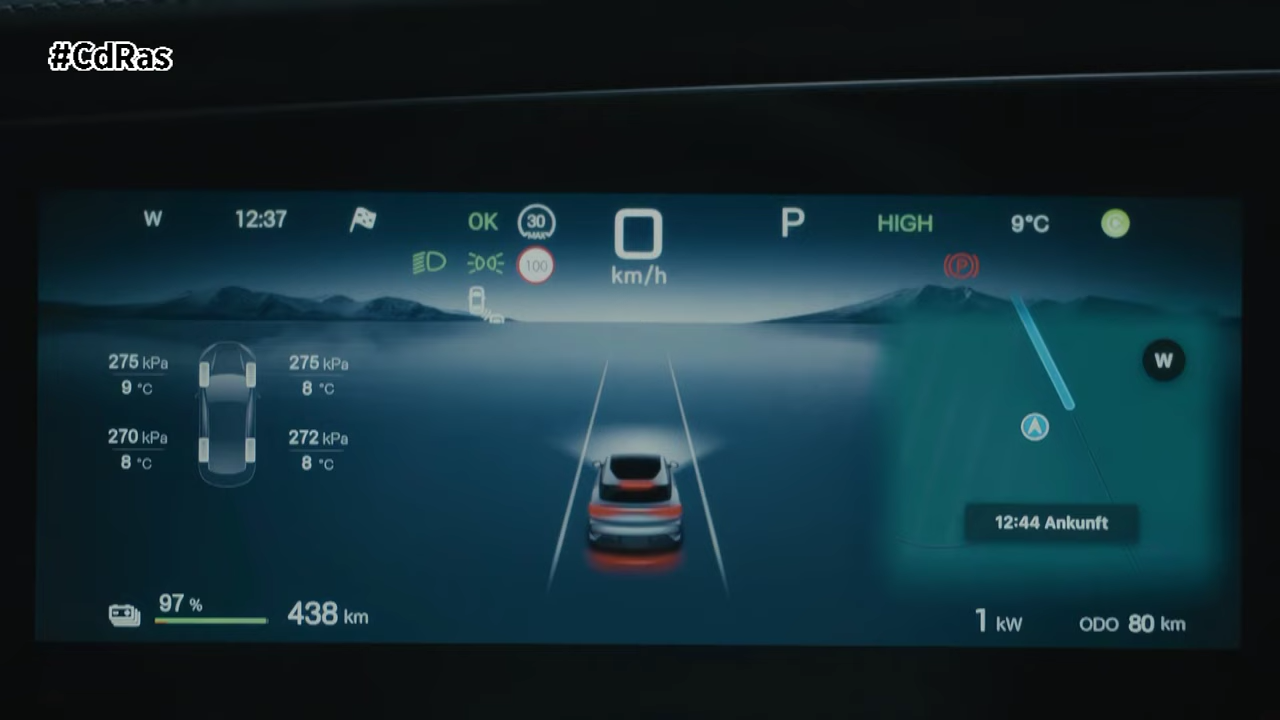 #CdRas
W 12:37 OK 30 MAX 0 P HIGH 9°C C
100 km/h P
275 kPa 275 kPa
9 °C 8 °C
W
270 kPa 272 kPa
8 °C 8 °C
12:44 Ankunft
97 % 438 km 1 kW ODO 80 km